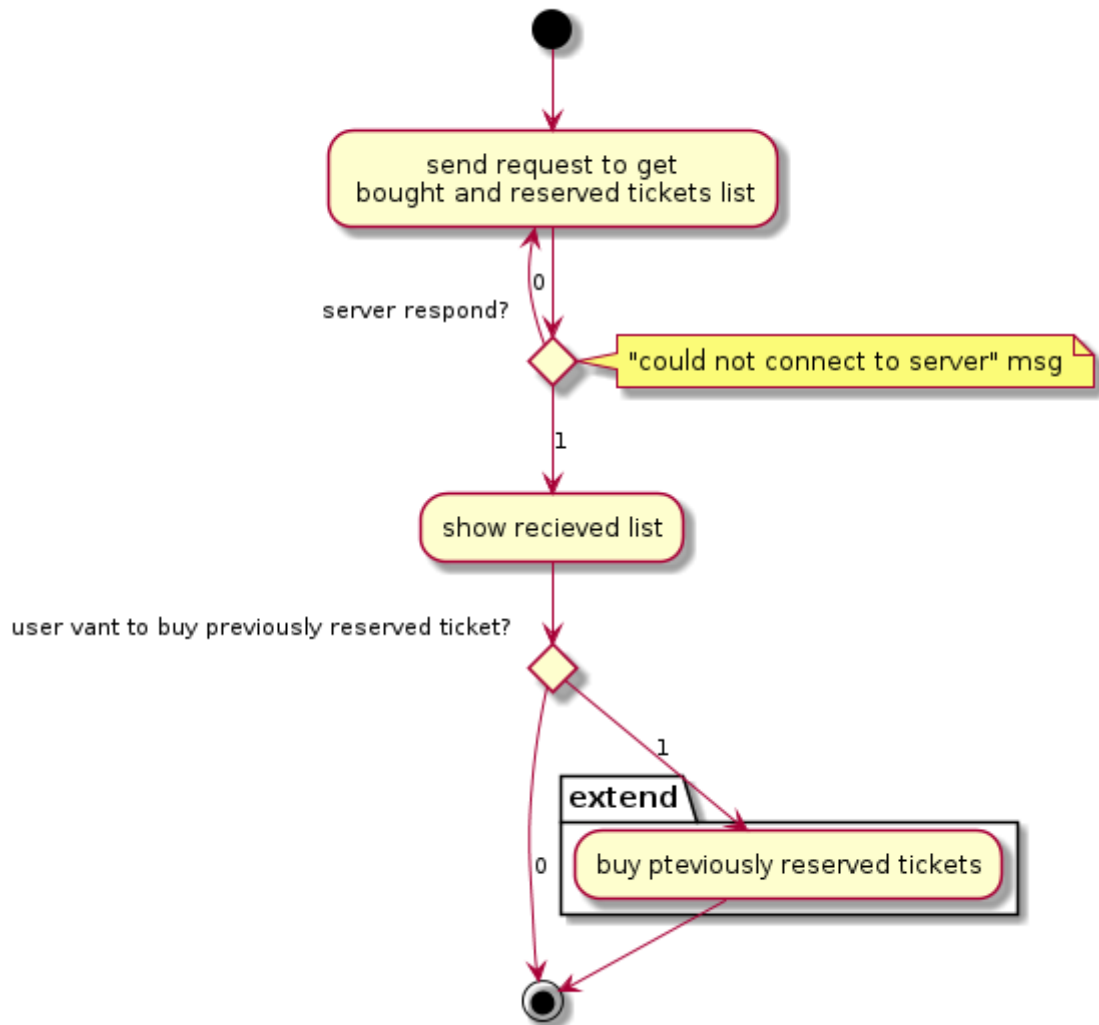 send request to get
bought and reserved tickets list
0
server respond?
"could not connect to server" msg
1
show recieved list
user vant to buy previously reserved ticket?
1
extend
buy pteviously reserved tickets
0